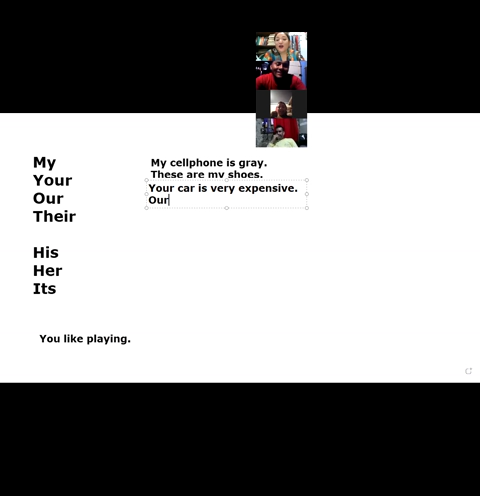 My
Your
Our
Their
His
Her
Its
My cellphone is gray.
These are my shoes.
Your car is very expensive.
Our
You like playing.